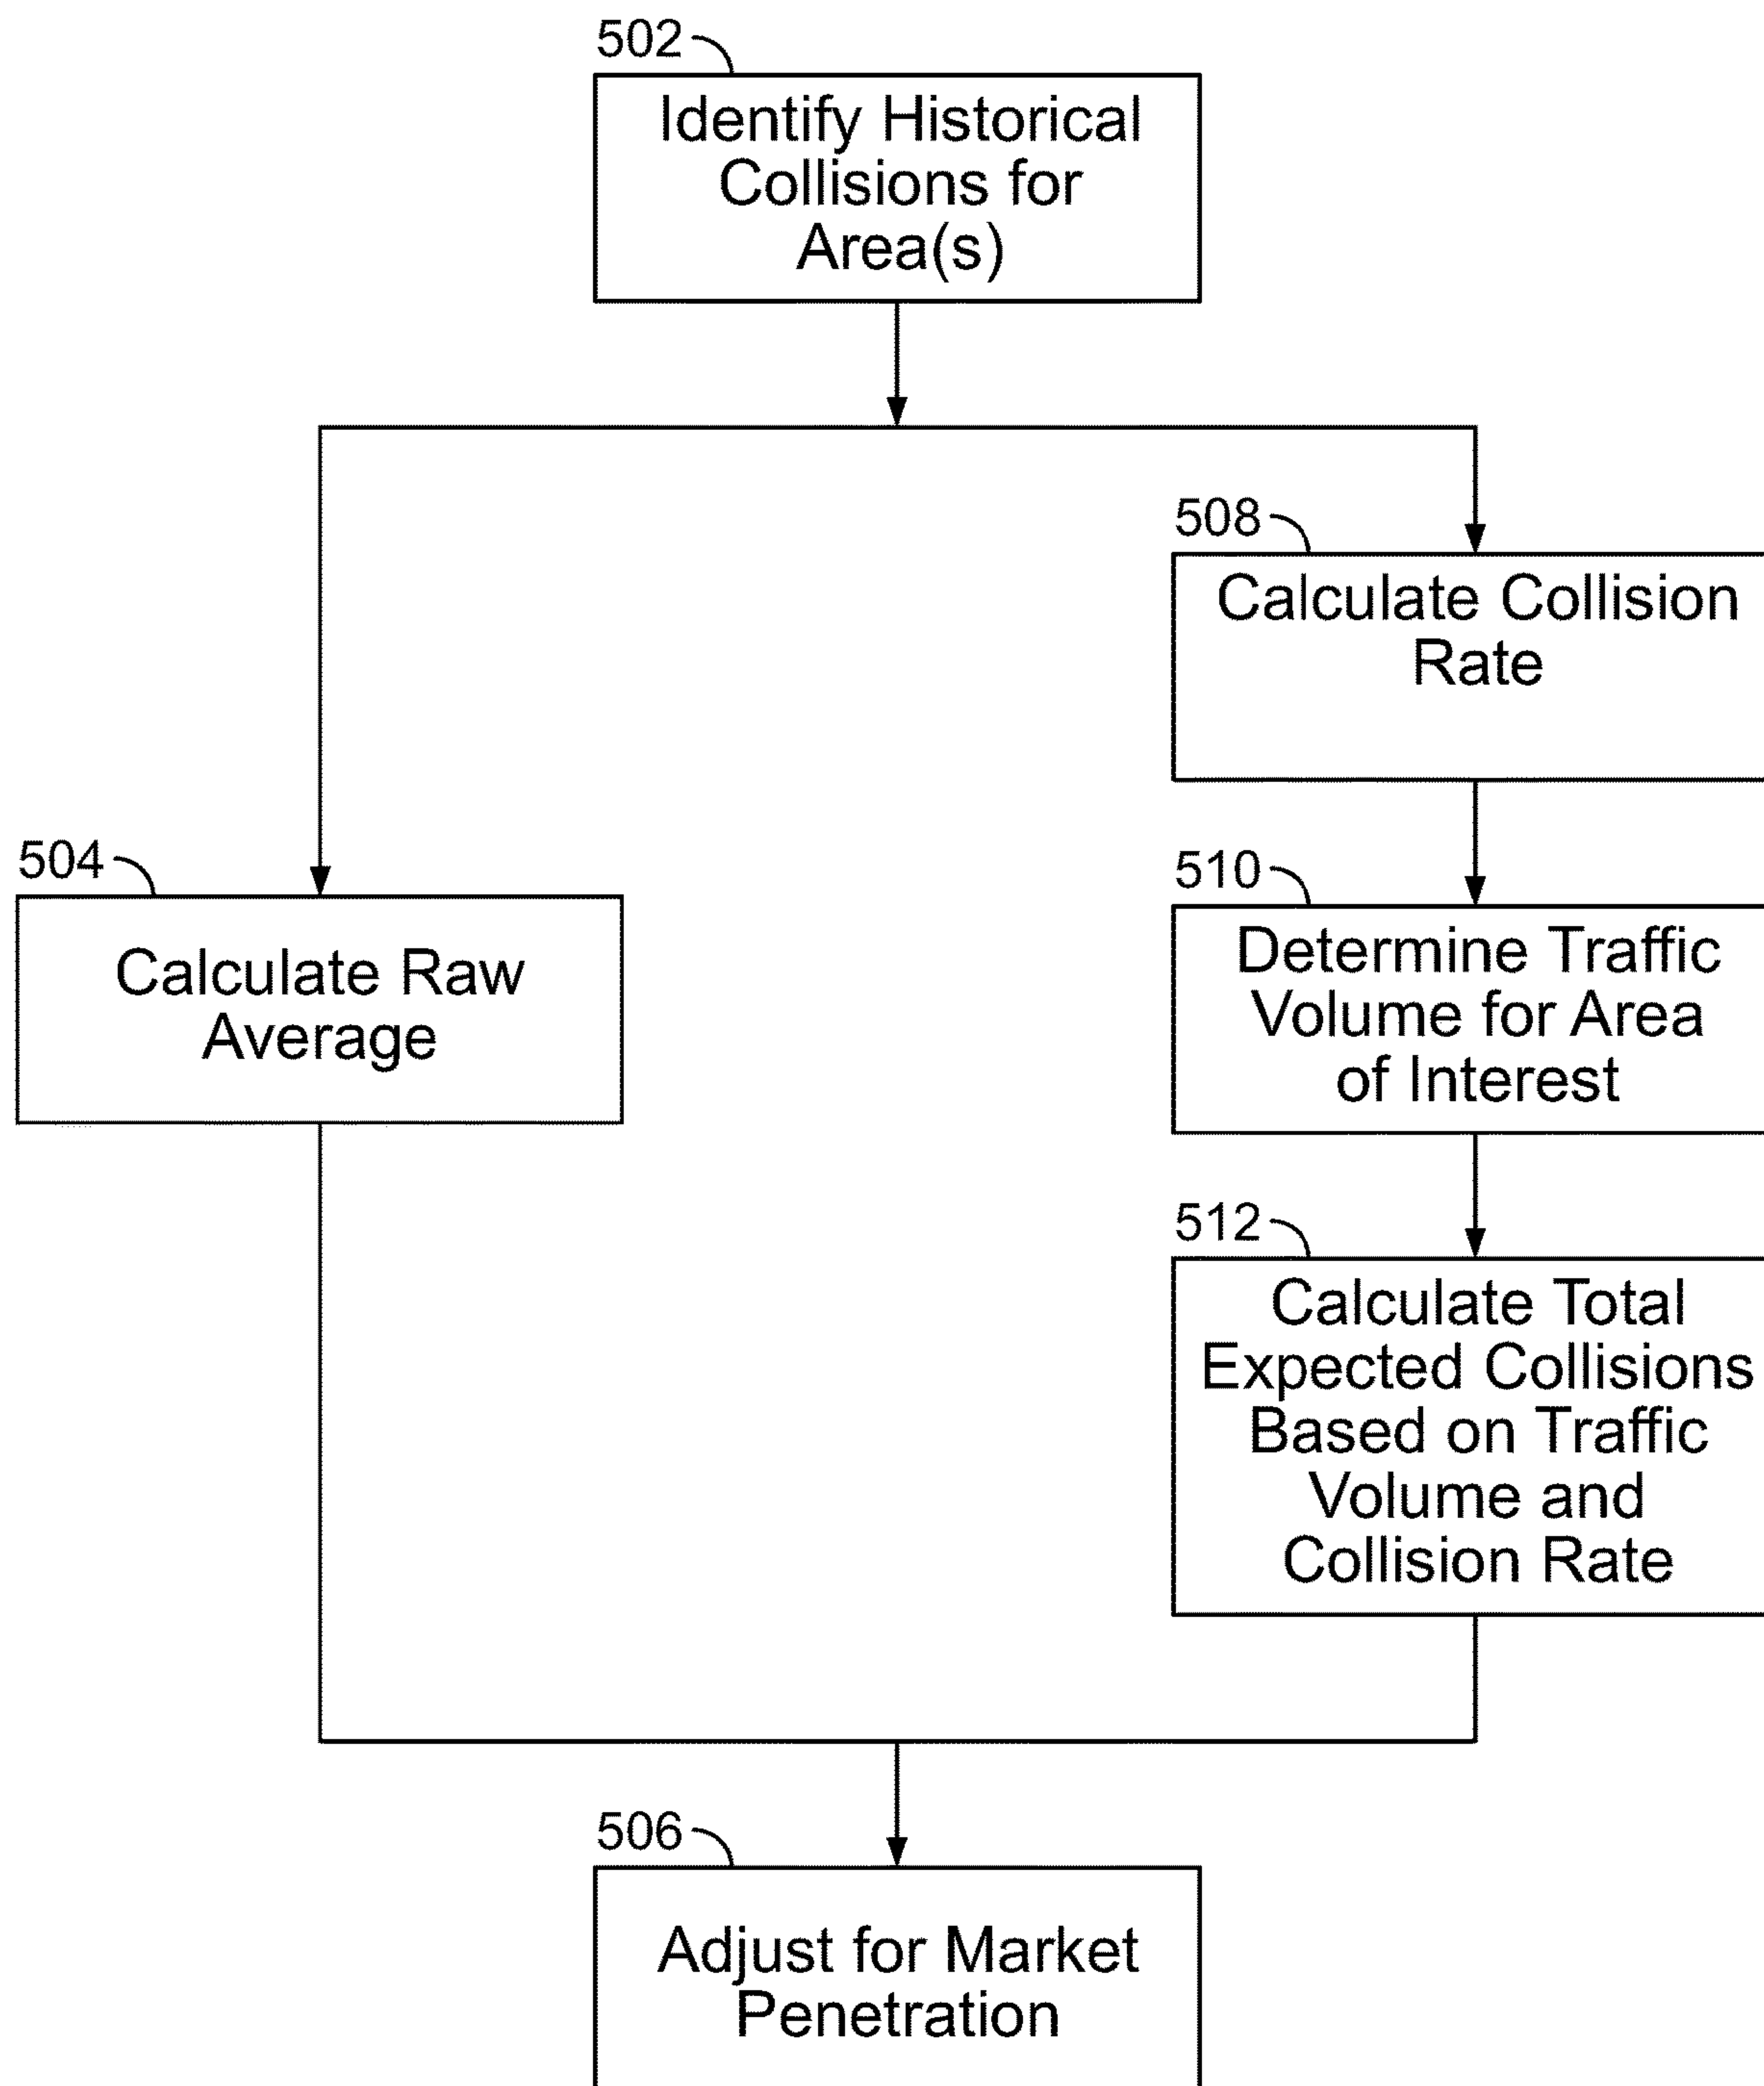 502
Identify Historical
Collisions for
Area(s)
508
Calculate Collision
Rate
504
Calculate Raw
Average
510
Determine Traffic
Volume for Area
of Interest
512
Calculate Total
Expected Collisions
Based on Traffic
Volume and
Collision Rate
506
Adjust for Market
Penetration